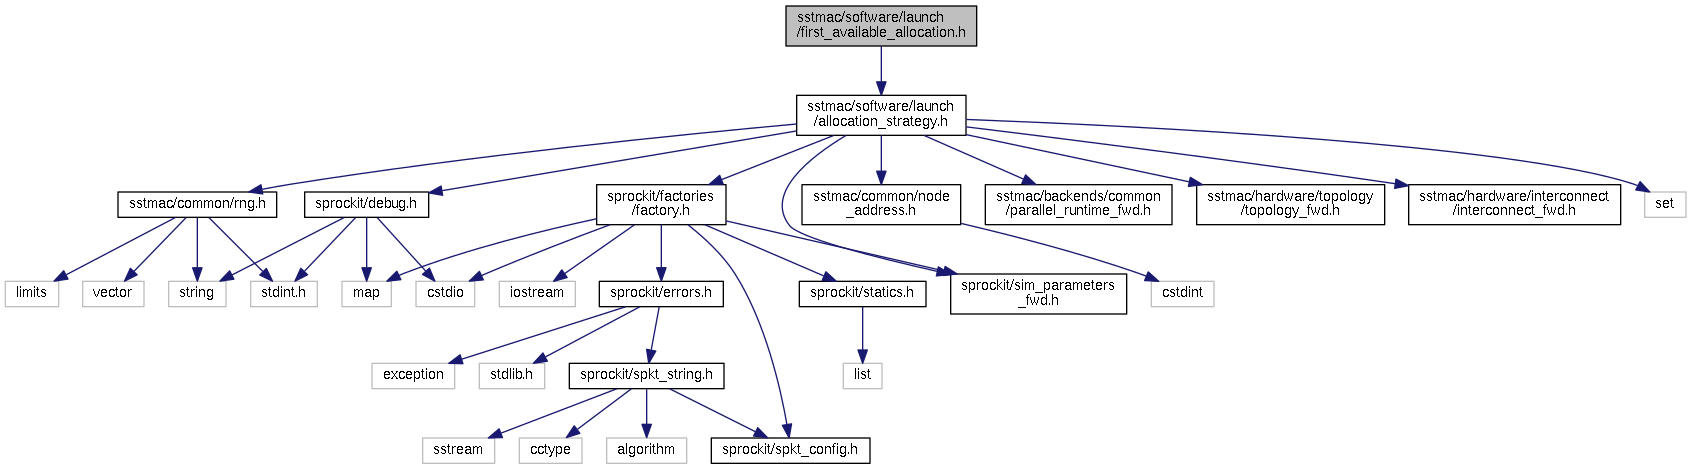 sstmac/software/launch
/first_available_allocation.h
sstmac/software/launch
/allocation_strategy.h
sstmac/common/rng.h
sprockit/debug.h
sprockit/factories
/factory.h
sstmac/common/node
_address.h
sstmac/backends/common
/parallel_runtime_fwd.h
sstmac/hardware/topology
/topology_fwd.h
sstmac/hardware/interconnect
/interconnect_fwd.h
set
limits
vector
string
stdint.h
map
cstdio
iostream
sprockit/errors.h
sprockit/statics.h
sprockit/sim_parameters
_fwd.h
cstdint
exception
stdlib.h
sprockit/spkt_string.h
list
sstream
cctype
algorithm
sprockit/spkt_config.h